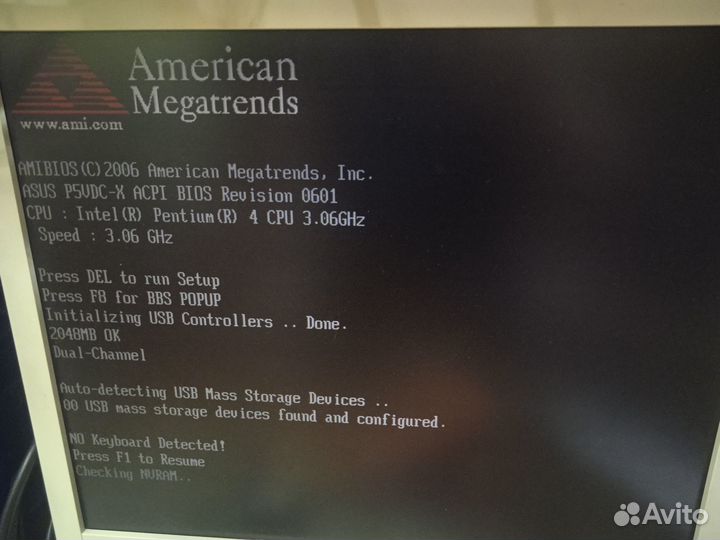 American
Megatrends
www.ami.com
AMIBIOS(C)2006 American Megatrends, Inc.
ASUS P5VDC-X ACPI BIOS Revision 0601
CPU : Intel(R) Pentium(R) 4 CPU 3.06GHz
Speed : 3.06 GHz
Press DEL to run Setup
Press F8 for BBS POPUP
Initializing USB Controllers .. Done.
2048MB OK
Dual-Channel
Auto-detecting USB Mass Storage Devices ..
00 USB mass storage devices found and configured.
NO Keyboard Detected!
Press F1 to Resume
Checking NVRAM..
Avito